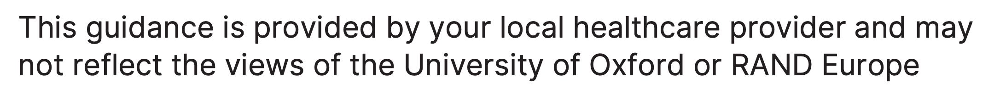 This guidance is provided by your local healthcare provider and may
not reflect the views of the University of Oxford or RAND Europe